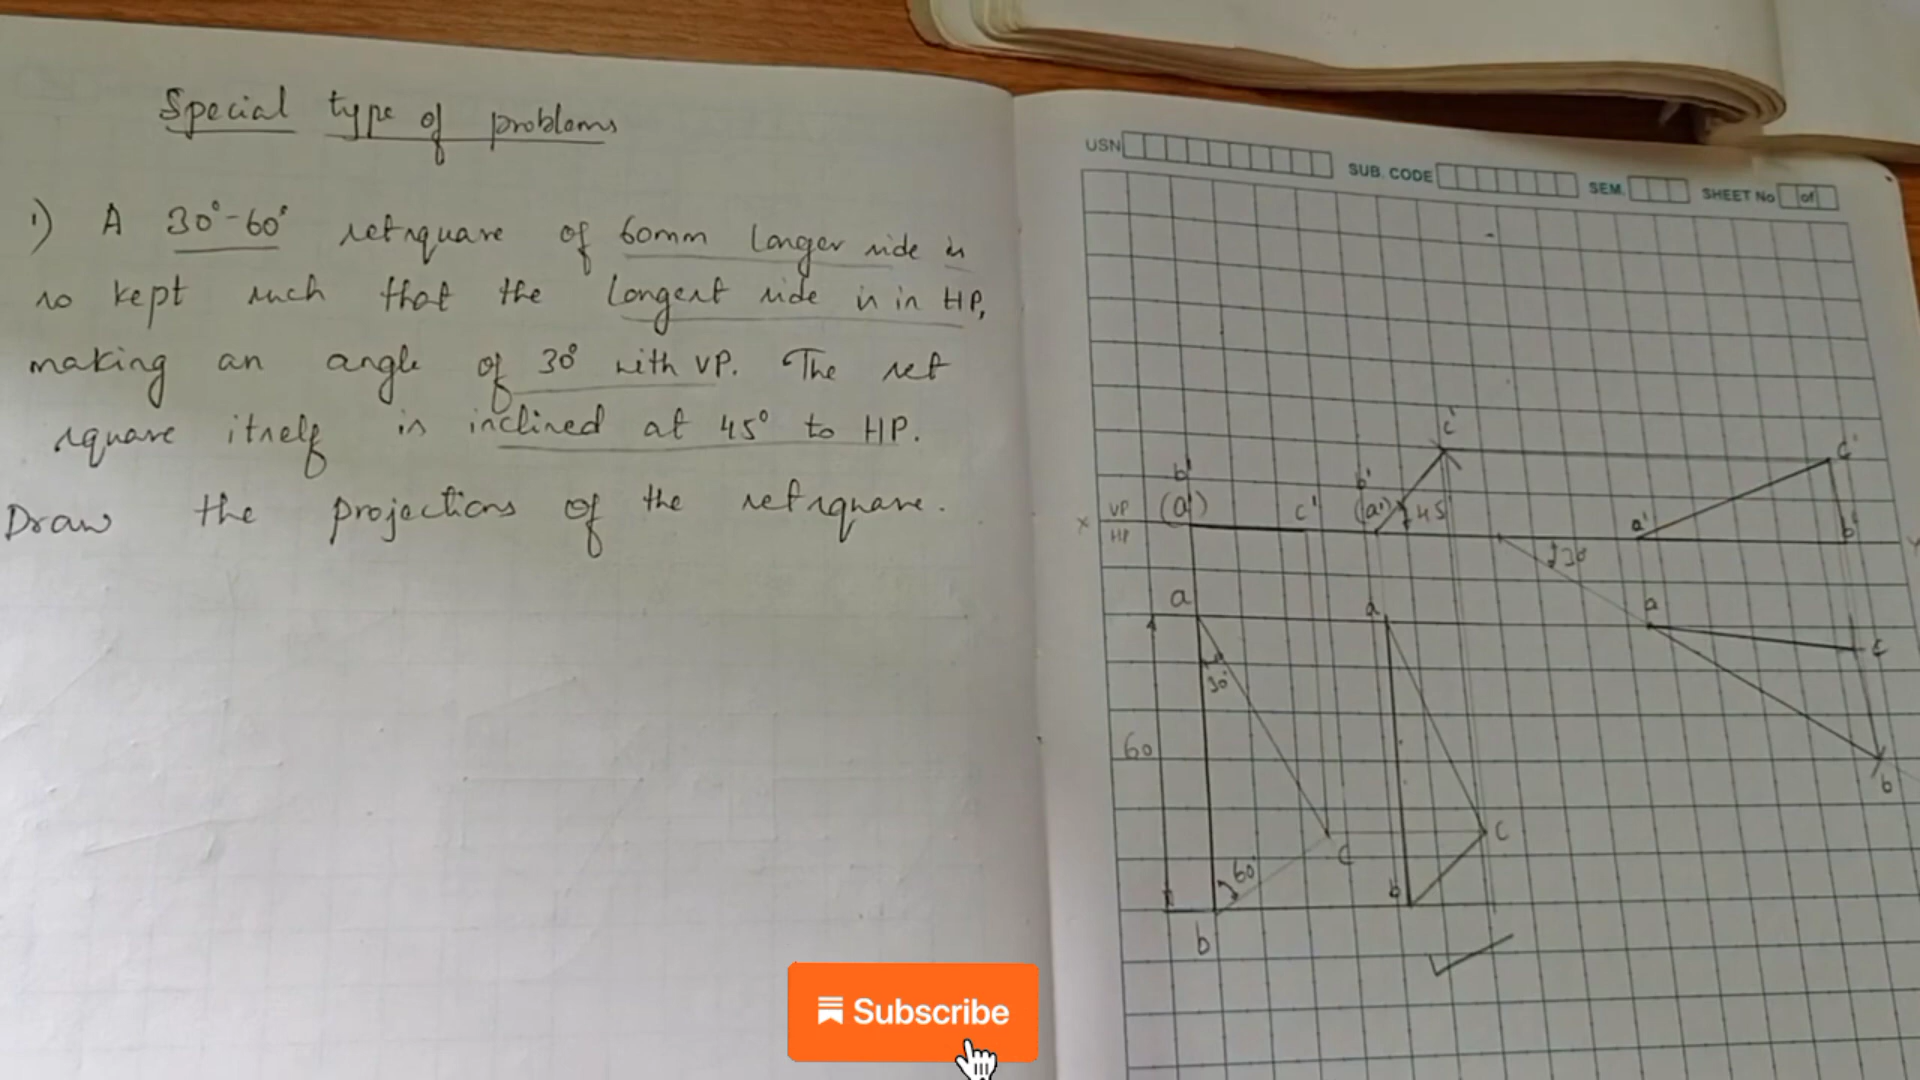 Special type of problems
1) A 30°-60° setsquare of 60mm longer side is
so kept such that the longest side is in HP,
making an angle of 30° with VP. The set
square itself is inclined at 45° to HP.
Draw the projections of the setsquare.
USN
SUB. CODE
SEM.
SHEET No of
c'
c'
b'
b'
VP
(a')
c'
(a')
45
a'
b'
X
HP
Y
30
a
a
a
c
30°
60
b
c
c
60°
b
b
Subscribe